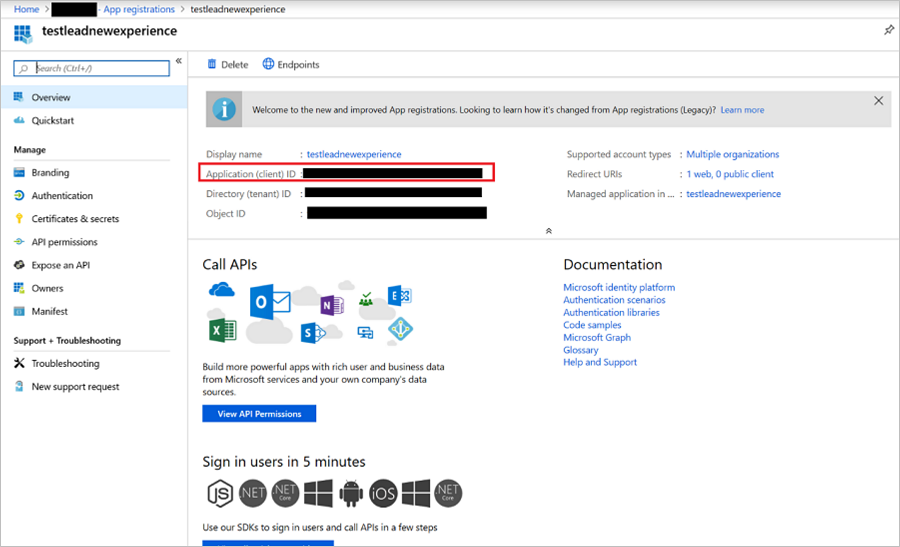 Home > - App registrations > testleadnewexperience
testleadnewexperience
Search (Ctrl+/)
«
Overview
Quickstart
Manage
Branding
Authentication
Certificates & secrets
API permissions
Expose an API
Owners
Manifest
Support + Troubleshooting
Troubleshooting
New support request
Delete
Endpoints
Welcome to the new and improved App registrations. Looking to learn how it's changed from App registrations (Legacy)? Learn more
Display name : testleadnewexperience
Application (client) ID :
Directory (tenant) ID :
Object ID :
Supported account types : Multiple organizations
Redirect URIs : 1 web, 0 public client
Managed application in ... : testleadnewexperience
Call APIs
O
N
E
X
S
Build more powerful apps with rich user and business data
from Microsoft services and your own company's data
sources.
View API Permissions
Documentation
Microsoft identity platform
Authentication scenarios
Authentication libraries
Code samples
Microsoft Graph
Glossary
Help and Support
Sign in users in 5 minutes
JS
.NET
.NET Core
iOS
.NET Core
Use our SDKs to sign in users and call APIs in a few steps